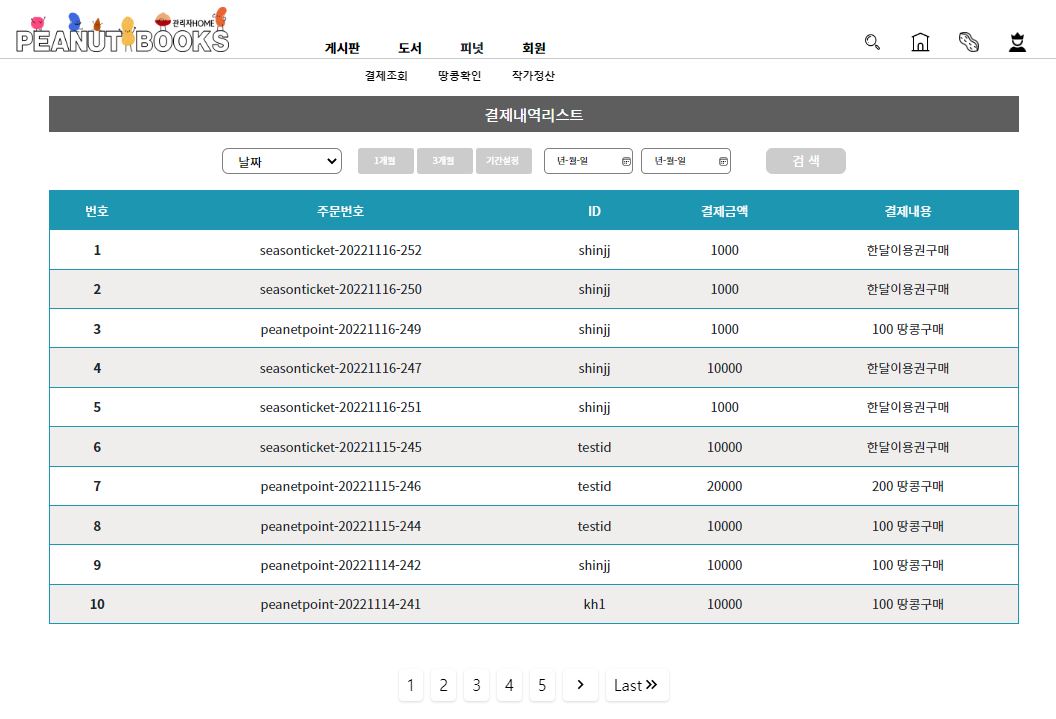 관리자HOME
PEANUT BOOKS
게시판 도서 피넛 회원
결제조회 땅콩확인 작가정산
결제내역리스트
날짜 1개월 3개월 기간설정 년-월-일 년-월-일 검 색
번호 주문번호 ID 결제금액 결제내용
1 seasonticket-20221116-252 shinjj 1000 한달이용권구매
2 seasonticket-20221116-250 shinjj 1000 한달이용권구매
3 peanetpoint-20221116-249 shinjj 1000 100 땅콩구매
4 seasonticket-20221116-247 shinjj 10000 한달이용권구매
5 seasonticket-20221116-251 shinjj 1000 한달이용권구매
6 seasonticket-20221115-245 testid 10000 한달이용권구매
7 peanetpoint-20221115-246 testid 20000 200 땅콩구매
8 peanetpoint-20221115-244 testid 10000 100 땅콩구매
9 peanetpoint-20221114-242 shinjj 10000 100 땅콩구매
10 peanetpoint-20221114-241 kh1 10000 100 땅콩구매
1 2 3 4 5 > Last »